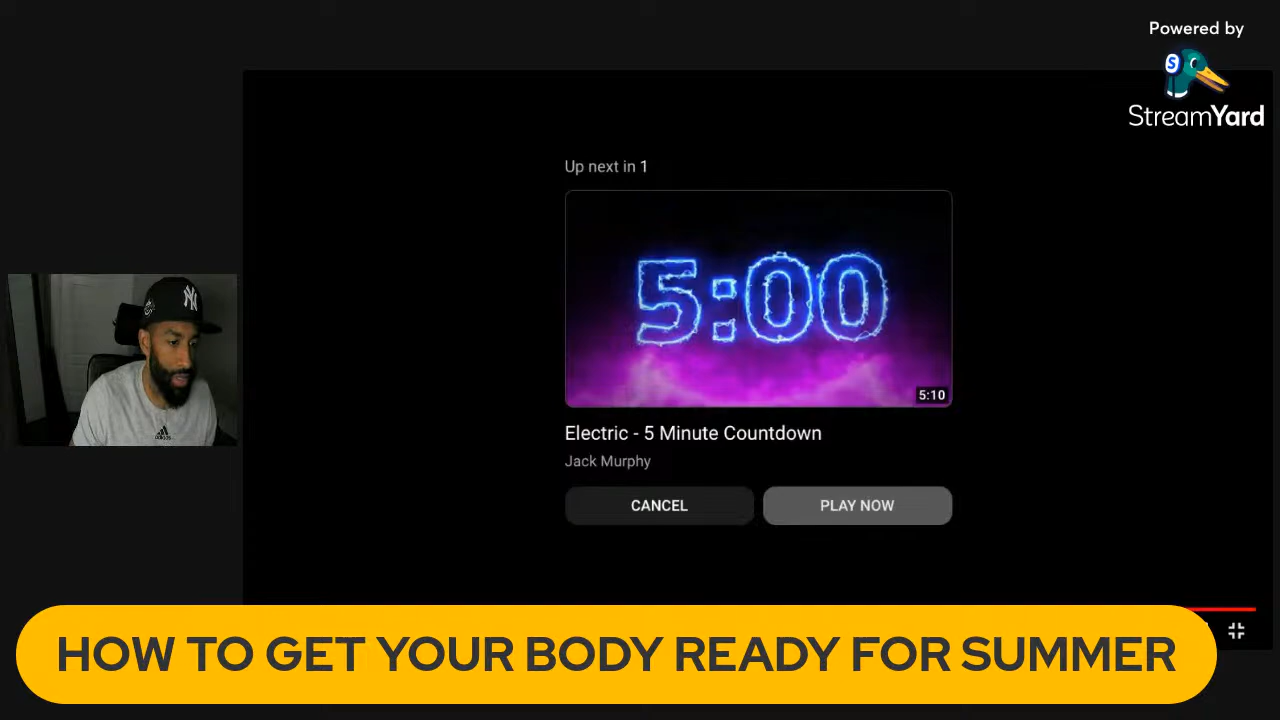 Powered by
StreamYard
Up next in 1
5:00
5:10
Electric - 5 Minute Countdown
Jack Murphy
CANCEL
PLAY NOW
HOW TO GET YOUR BODY READY FOR SUMMER